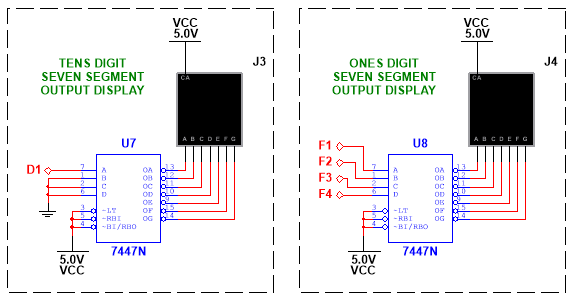 VCC
5.0V
TENS DIGIT
SEVEN SEGMENT
OUTPUT DISPLAY
J3
CA
A B C D E F G
U7
D1
7 A OA 13
1 B OB 12
2 C OC 11
6 D OD 10
OE 9
3 ~LT OF 15
5 ~RBI OG 14
4 ~BI/RBO
7447N
5.0V
VCC
VCC
5.0V
ONES DIGIT
SEVEN SEGMENT
OUTPUT DISPLAY
J4
CA
A B C D E F G
U8
F1
F2
F3
F4
7 A OA 13
1 B OB 12
2 C OC 11
6 D OD 10
OE 9
3 ~LT OF 15
5 ~RBI OG 14
4 ~BI/RBO
7447N
5.0V
VCC